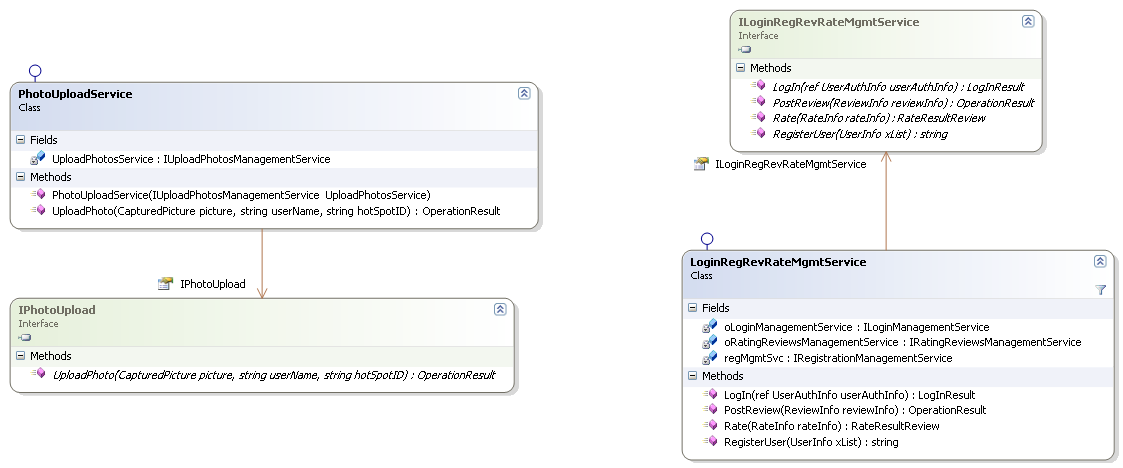 PhotoUploadService
Class
Fields
UploadPhotosService : IUploadPhotosManagementService
Methods
PhotoUploadService(IUploadPhotosManagementService UploadPhotosService)
UploadPhoto(CapturedPicture picture, string userName, string hotSpotID) : OperationResult
IPhotoUpload
IPhotoUpload
Interface
Methods
UploadPhoto(CapturedPicture picture, string userName, string hotSpotID) : OperationResult
ILoginRegRevRateMgmtService
Interface
Methods
LogIn(ref UserAuthInfo userAuthInfo) : LogInResult
PostReview(ReviewInfo reviewInfo) : OperationResult
Rate(RateInfo rateInfo) : RateResultReview
RegisterUser(UserInfo xList) : string
ILoginRegRevRateMgmtService
LoginRegRevRateMgmtService
Class
Fields
oLoginManagementService : ILoginManagementService
oRatingReviewsManagementService : IRatingReviewsManagementService
regMgmtSvc : IRegistrationManagementService
Methods
LogIn(ref UserAuthInfo userAuthInfo) : LogInResult
PostReview(ReviewInfo reviewInfo) : OperationResult
Rate(RateInfo rateInfo) : RateResultReview
RegisterUser(UserInfo xList) : string